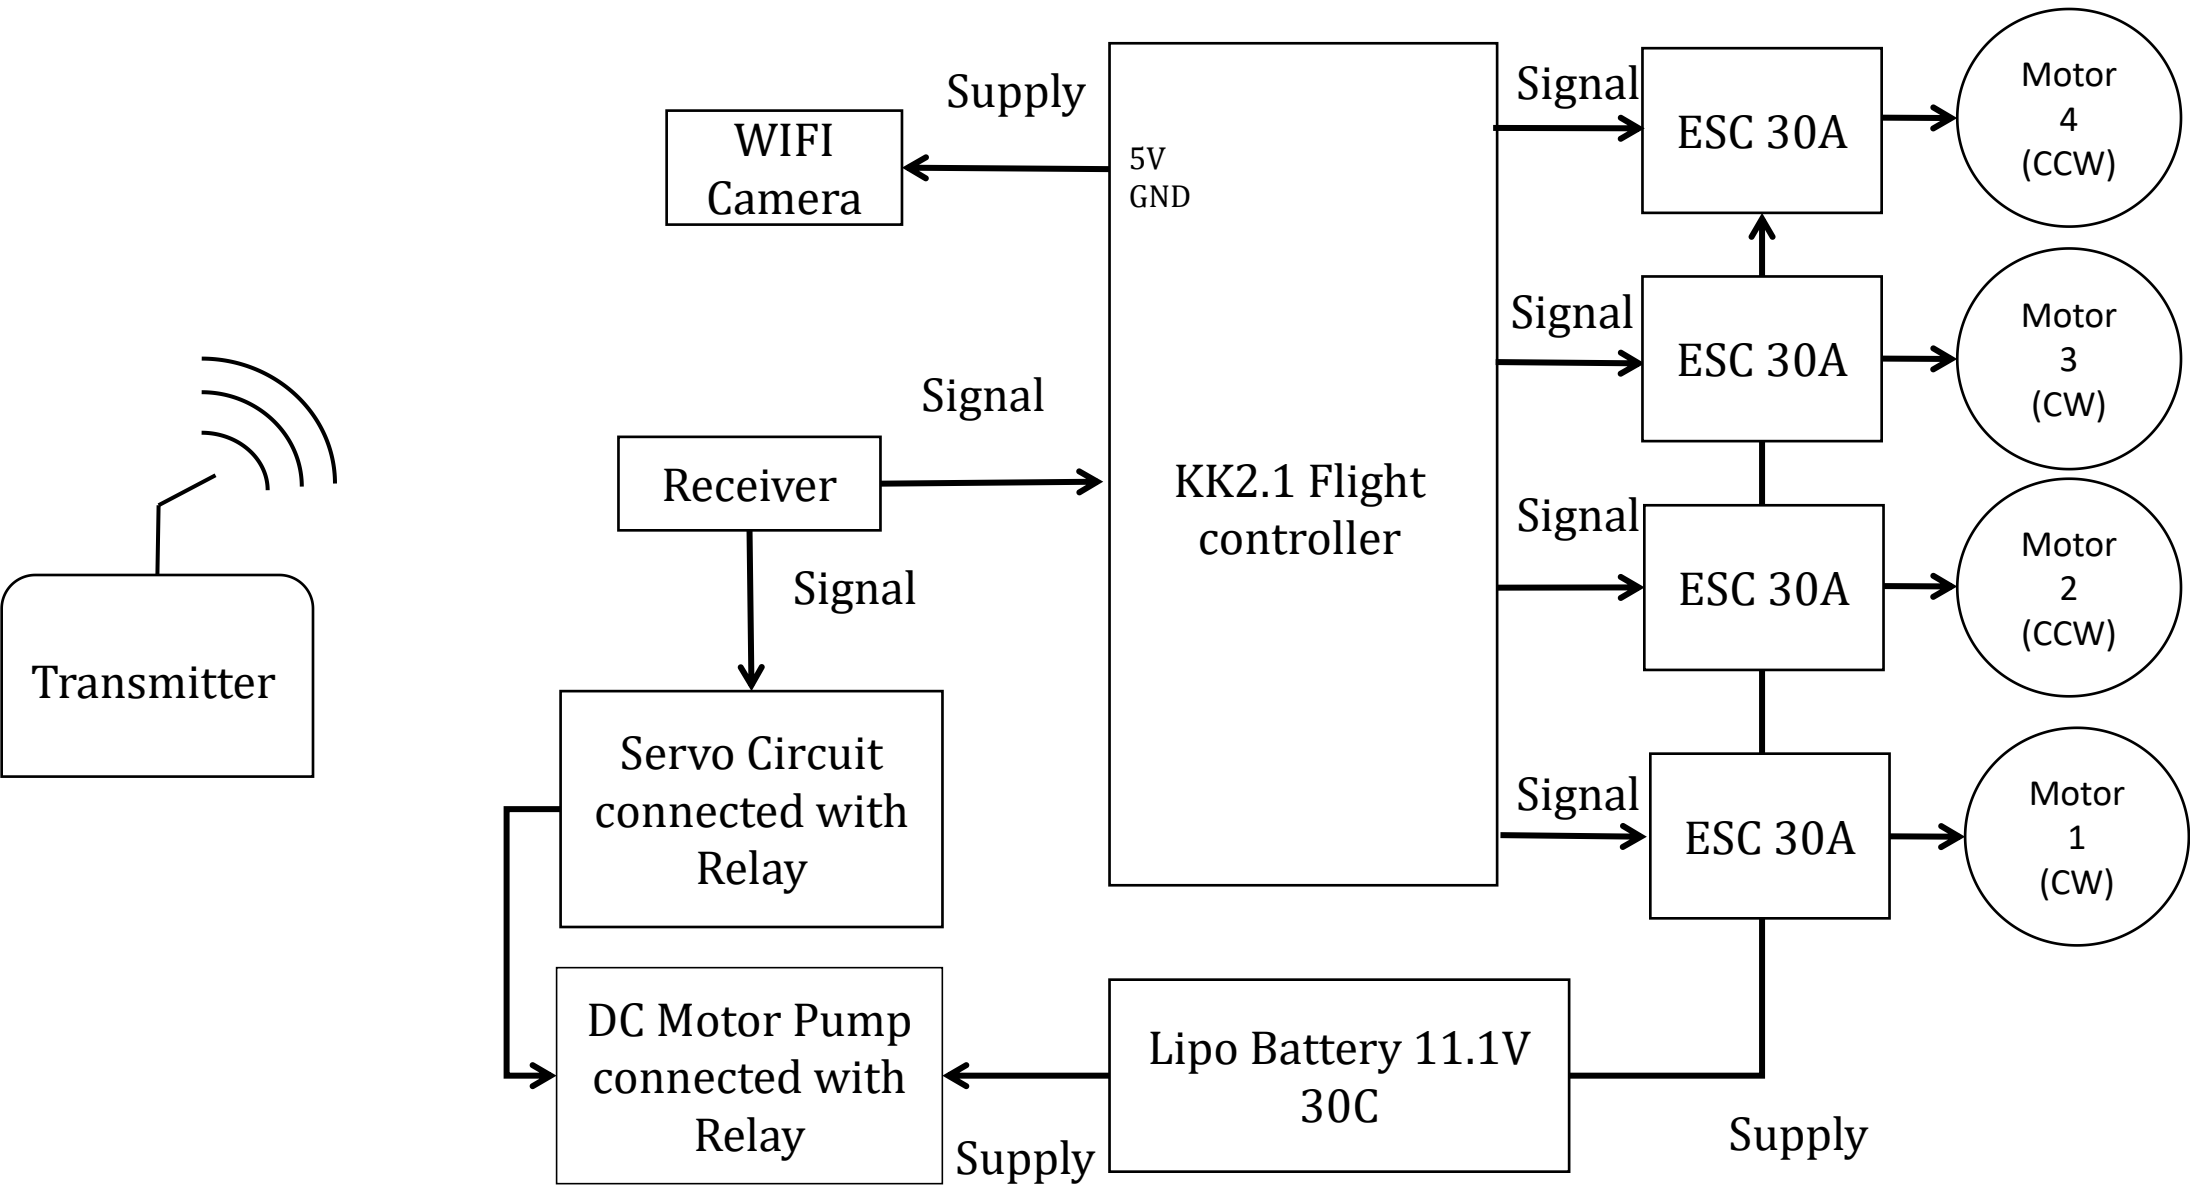 Supply
WIFI
Camera
5V
GND
Signal
ESC 30A
Motor
4
(CCW)
Signal
ESC 30A
Motor
3
(CW)
Signal
Receiver
KK2.1 Flight
controller
Signal
ESC 30A
Motor
2
(CCW)
Signal
Transmitter
Servo Circuit
connected with
Relay
Signal
ESC 30A
Motor
1
(CW)
DC Motor Pump
connected with
Relay
Supply
Lipo Battery 11.1V
30C
Supply